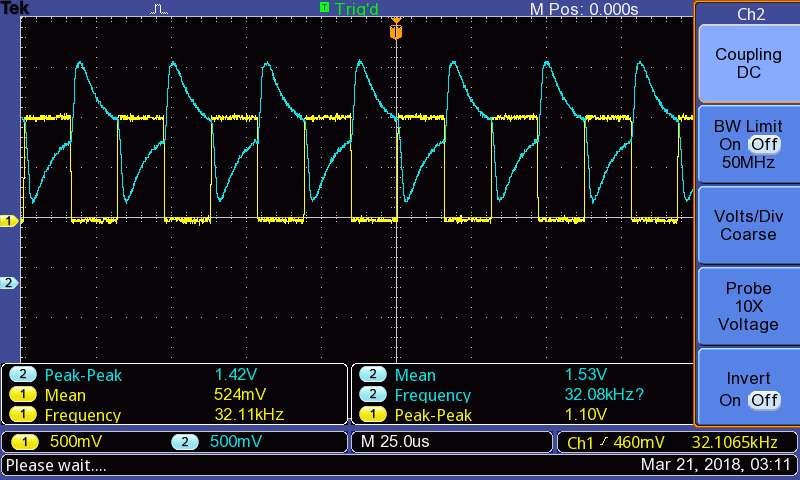 Tek T Trig'd M Pos: 0.000s
T
Ch2
Coupling
DC
BW Limit
On Off
50MHz
Volts/Div
Coarse
Probe
10X
Voltage
Invert
On Off
1
2
2 Peak-Peak 1.42V 2 Mean 1.53V
1 Mean 524mV 2 Frequency 32.08kHz?
1 Frequency 32.11kHz 1 Peak-Peak 1.10V
1 500mV 2 500mV M 25.0us Ch1 460mV 32.1065kHz
Please wait.... Mar 21, 2018, 03:11